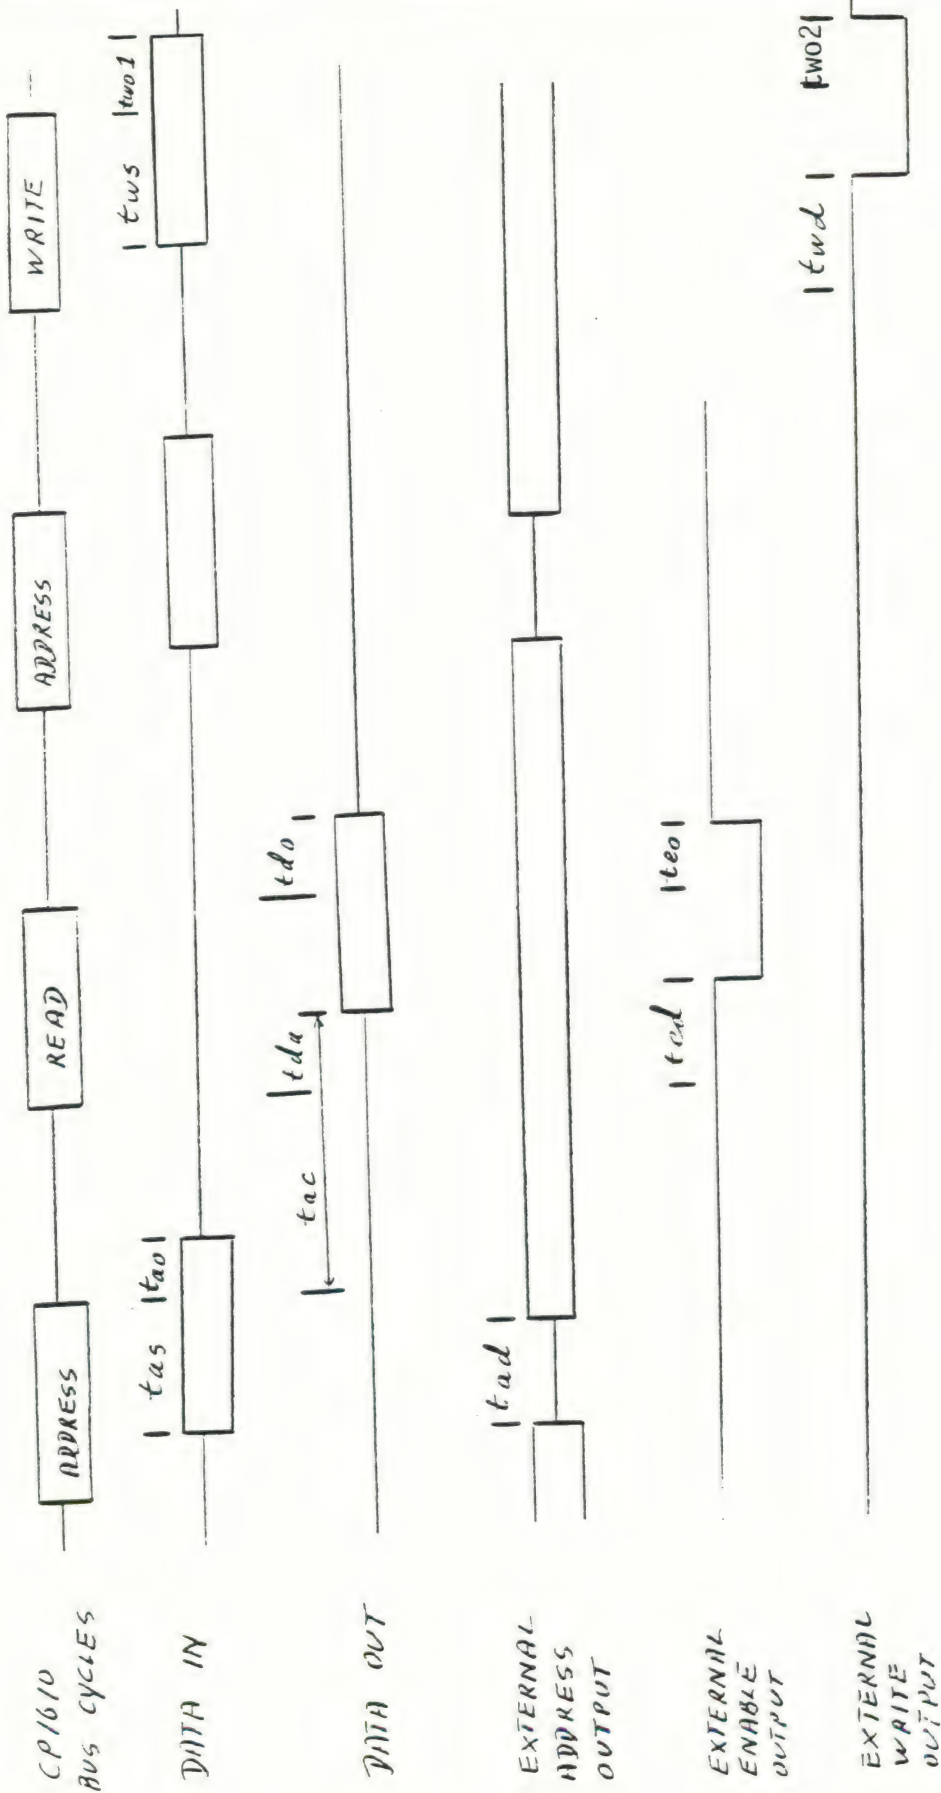 CP1610
BUS CYCLES
ADDRESS
READ
ADDRESS
WRITE
DATA IN
tas
tao
tws
two1
DATA OUT
tac
tda
tdo
EXTERNAL
ADDRESS
OUTPUT
tad
EXTERNAL
ENABLE
OUTPUT
ted
teo
EXTERNAL
WRITE
OUTPUT
twd
two2